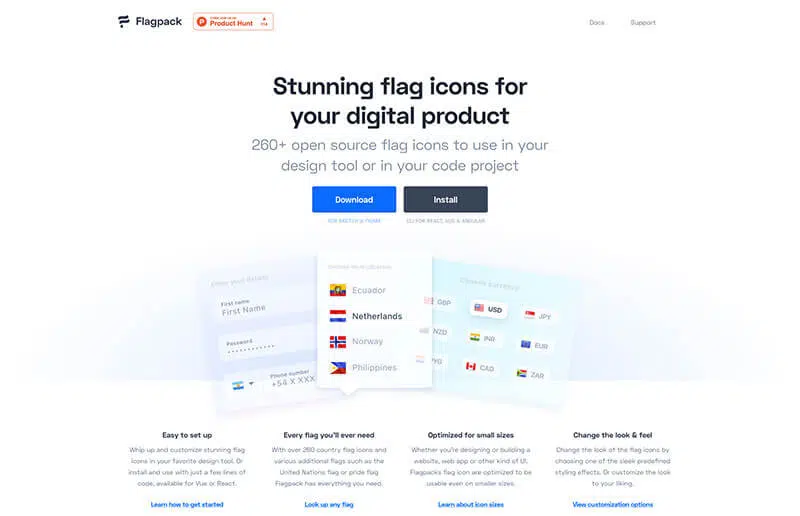 Flagpack
Product Hunt
Docs
Support
Stunning flag icons for
your digital product
260+ open source flag icons to use in your
design tool or in your code project
Download
Install
FOR SKETCH & FIGMA
CLI FOR REACT, VUE & ANGULAR
Enter your details
First name
First Name
Password
Phone number
+54 X XXX
CHOOSE YOUR LOCATION
Ecuador
Netherlands
Norway
Philippines
Choose currency
GBP
USD
JPY
NZD
INR
EUR
PYG
CAD
ZAR
Easy to set up
Whip up and customize stunning flag
icons in your favorite design tool. Or
install and use with just a few lines of
code, available for Vue or React.
Learn how to get started
Every flag you'll ever need
With over 260 country flag icons and
various additional flags such as the
United Nations flag or pride flag
Flagpack has everything you need.
Look up any flag
Optimized for small sizes
Whether you're designing or building a
website, web app or other kind of UI.
Flagpacks flag icon are optimized to be
usable even on smaller sizes.
Learn about icon sizes
Change the look & feel
Change the look of the flag icons by
choosing one of the sleek predefined
styling effects. Or customize the look
to your liking.
View customization options